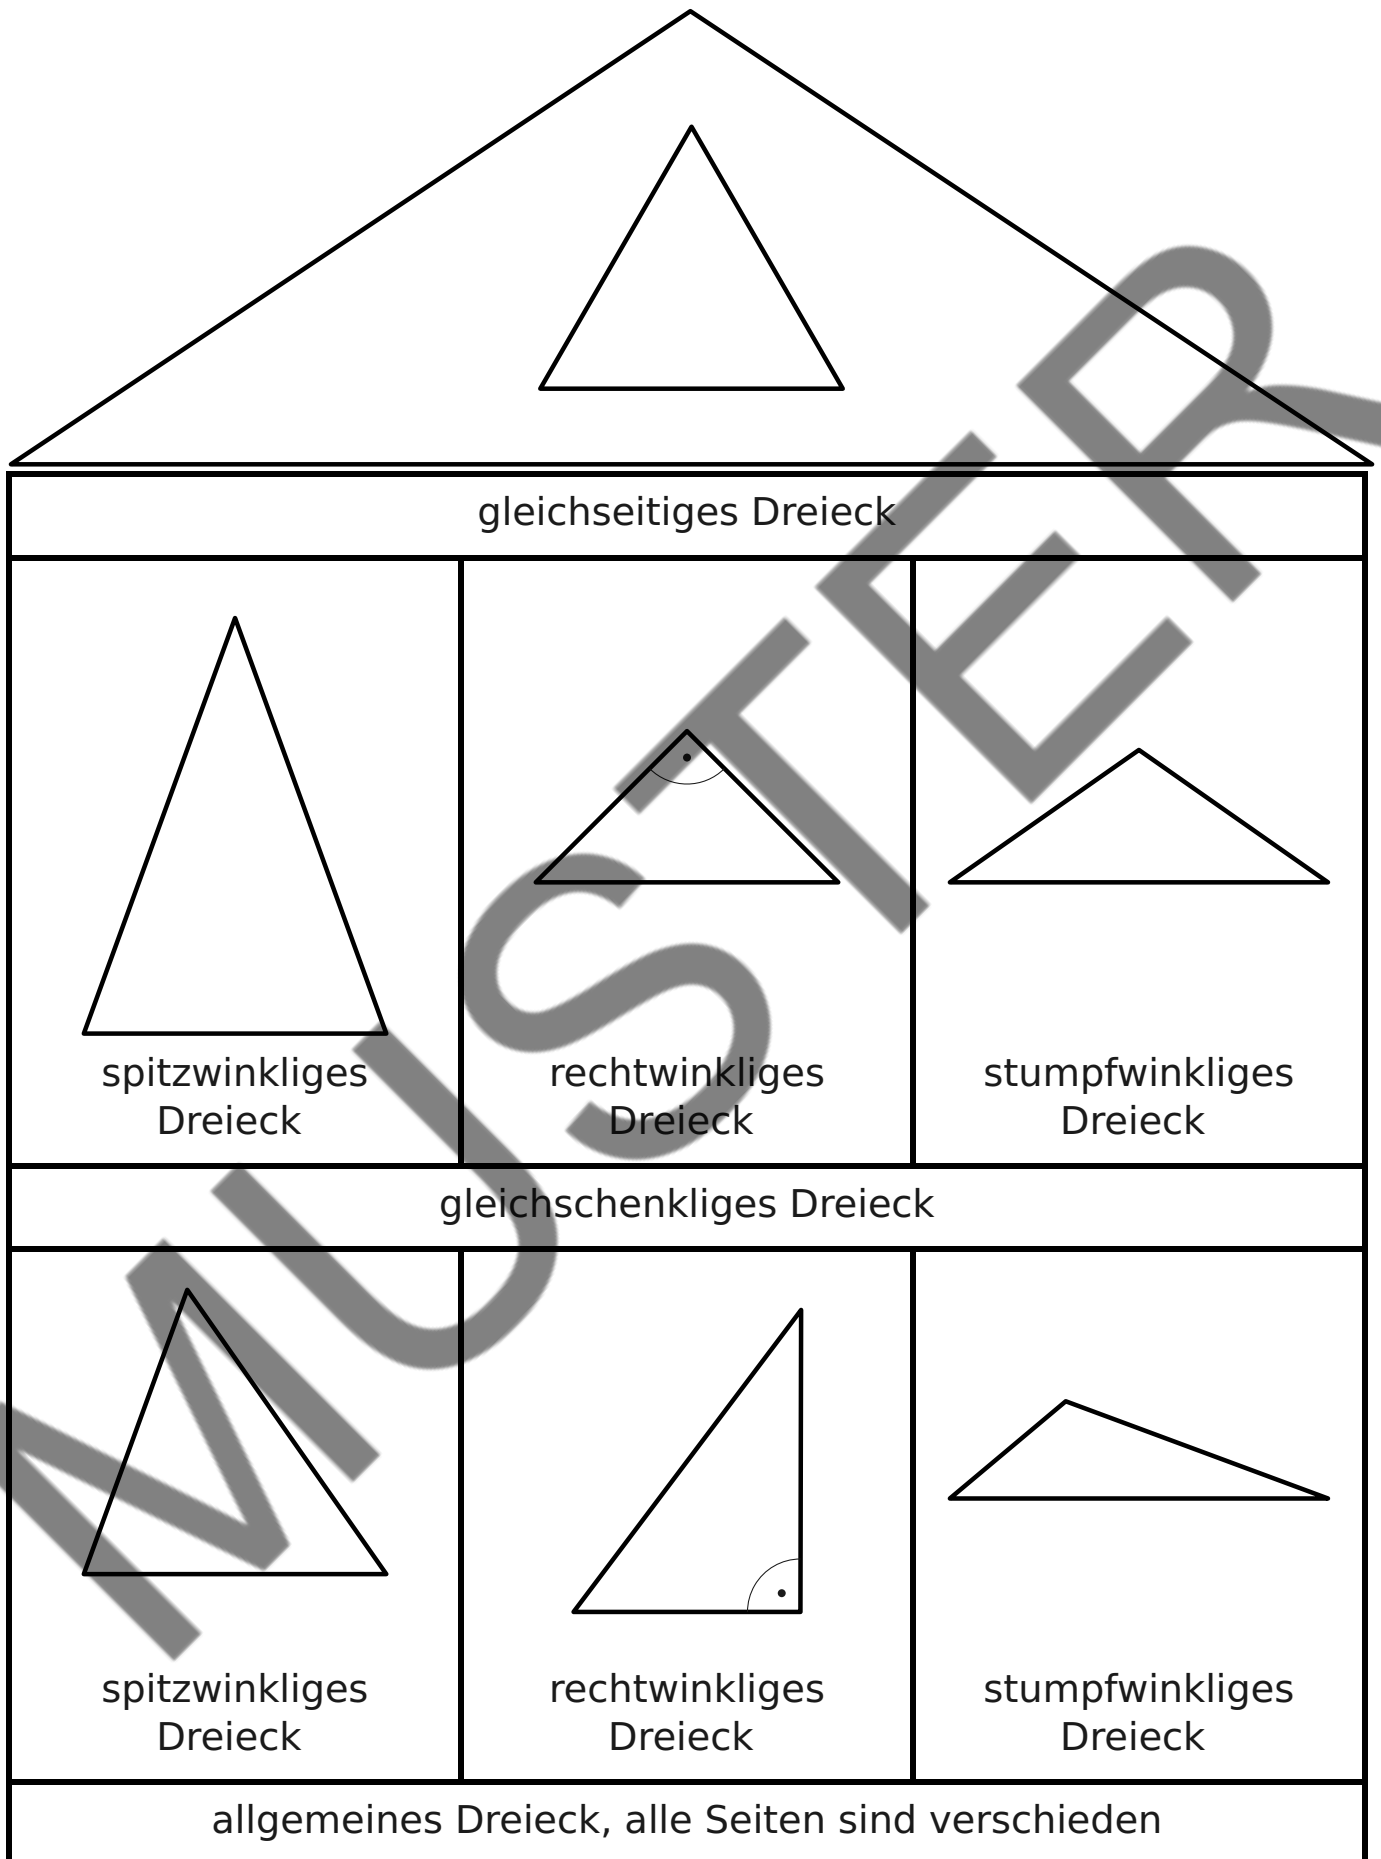 gleichseitiges Dreieck
spitzwinkliges
Dreieck
rechtwinkliges
Dreieck
stumpfwinkliges
Dreieck
gleichschenkliges Dreieck
spitzwinkliges
Dreieck
rechtwinkliges
Dreieck
stumpfwinkliges
Dreieck
allgemeines Dreieck, alle Seiten sind verschieden
MUSTER